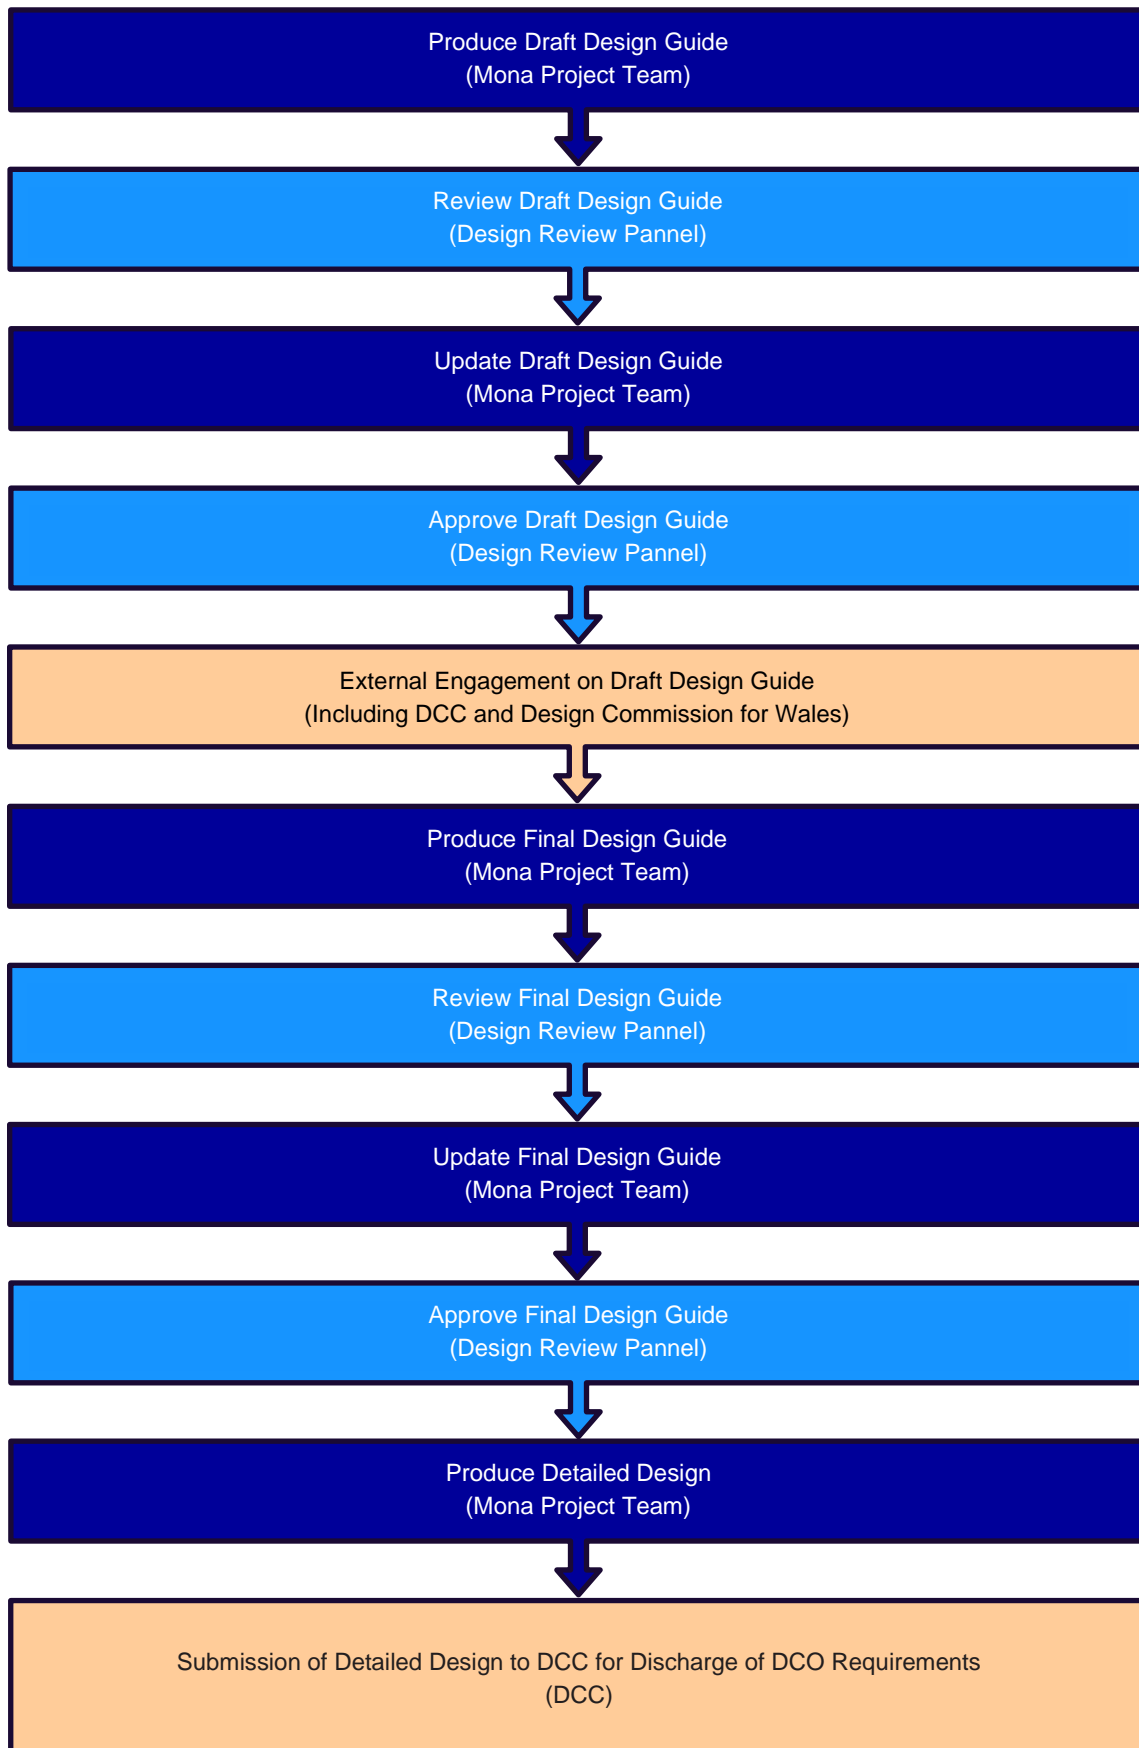 Produce Draft Design Guide
(Mona Project Team)
Review Draft Design Guide
(Design Review Pannel)
Update Draft Design Guide
(Mona Project Team)
Approve Draft Design Guide
(Design Review Pannel)
External Engagement on Draft Design Guide
(Including DCC and Design Commission for Wales)
Produce Final Design Guide
(Mona Project Team)
Review Final Design Guide
(Design Review Pannel)
Update Final Design Guide
(Mona Project Team)
Approve Final Design Guide
(Design Review Pannel)
Produce Detailed Design
(Mona Project Team)
Submission of Detailed Design to DCC for Discharge of DCO Requirements
(DCC)